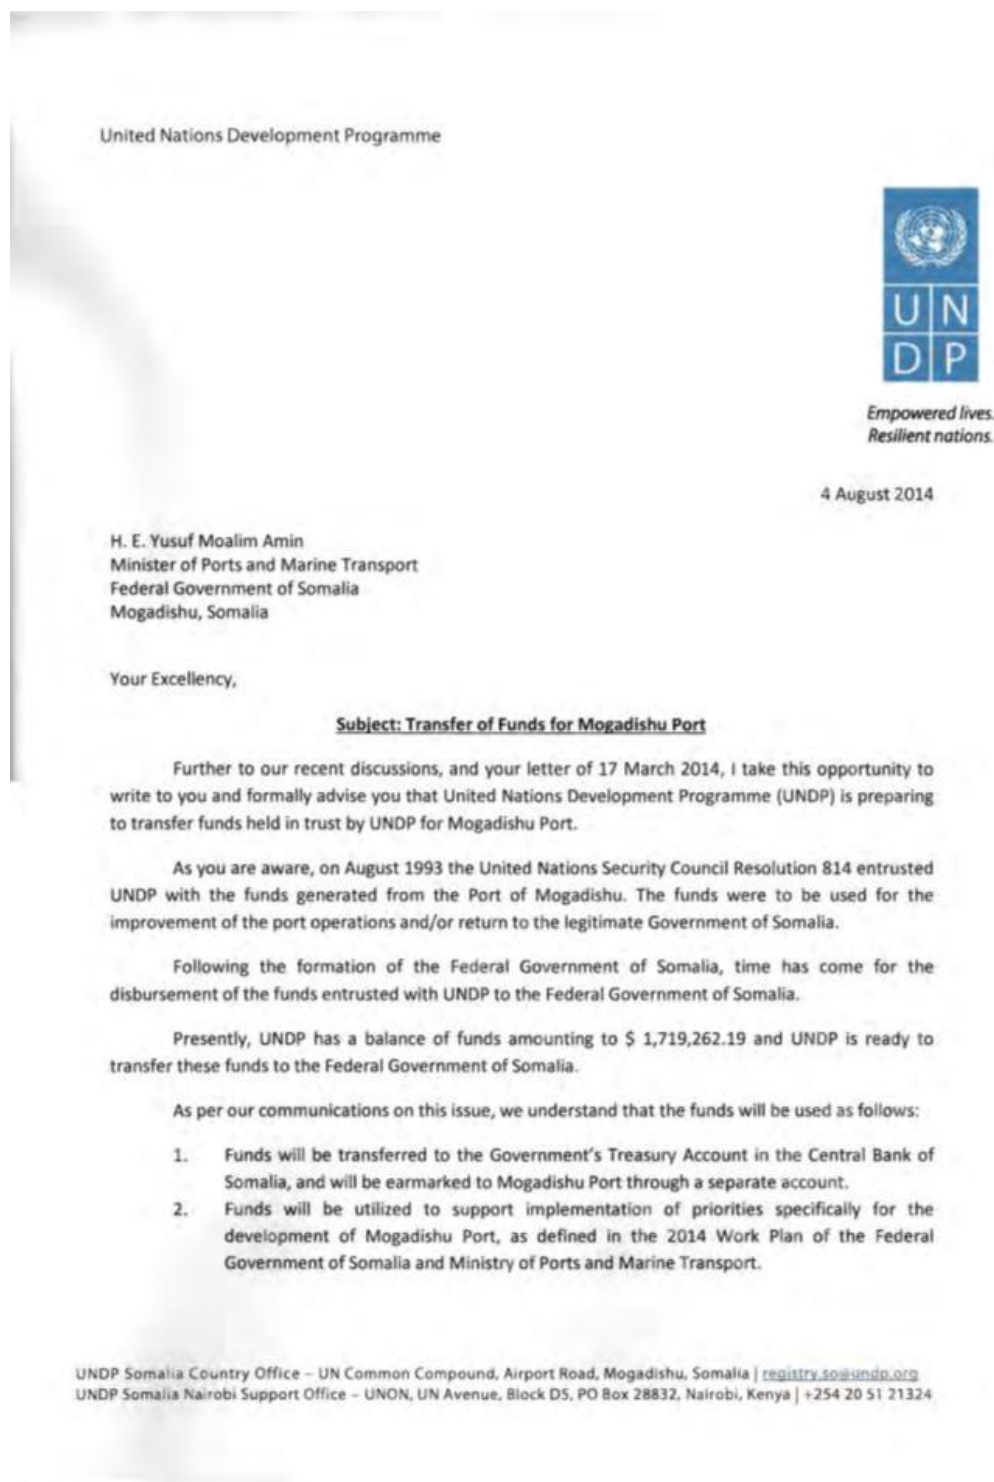 United Nations Development Programme
U N
D P
Empowered lives.
Resilient nations.
4 August 2014
H. E. Yusuf Moalim Amin
Minister of Ports and Marine Transport
Federal Government of Somalia
Mogadishu, Somalia
Your Excellency,
Subject: Transfer of Funds for Mogadishu Port
Further to our recent discussions, and your letter of 17 March 2014, I take this opportunity to
write to you and formally advise you that United Nations Development Programme (UNDP) is preparing
to transfer funds held in trust by UNDP for Mogadishu Port.
As you are aware, on August 1993 the United Nations Security Council Resolution 814 entrusted
UNDP with the funds generated from the Port of Mogadishu. The funds were to be used for the
improvement of the port operations and/or return to the legitimate Government of Somalia.
Following the formation of the Federal Government of Somalia, time has come for the
disbursement of the funds entrusted with UNDP to the Federal Government of Somalia.
Presently, UNDP has a balance of funds amounting to $ 1,719,262.19 and UNDP is ready to
transfer these funds to the Federal Government of Somalia.
As per our communications on this issue, we understand that the funds will be used as follows:
1. Funds will be transferred to the Government's Treasury Account in the Central Bank of
Somalia, and will be earmarked to Mogadishu Port through a separate account.
2. Funds will be utilized to support implementation of priorities specifically for the
development of Mogadishu Port, as defined in the 2014 Work Plan of the Federal
Government of Somalia and Ministry of Ports and Marine Transport.
UNDP Somalia Country Office – UN Common Compound, Airport Road, Mogadishu, Somalia | registry.so@undp.org
UNDP Somalia Nairobi Support Office – UNON, UN Avenue, Block D5, PO Box 28832, Nairobi, Kenya | +254 20 51 21324